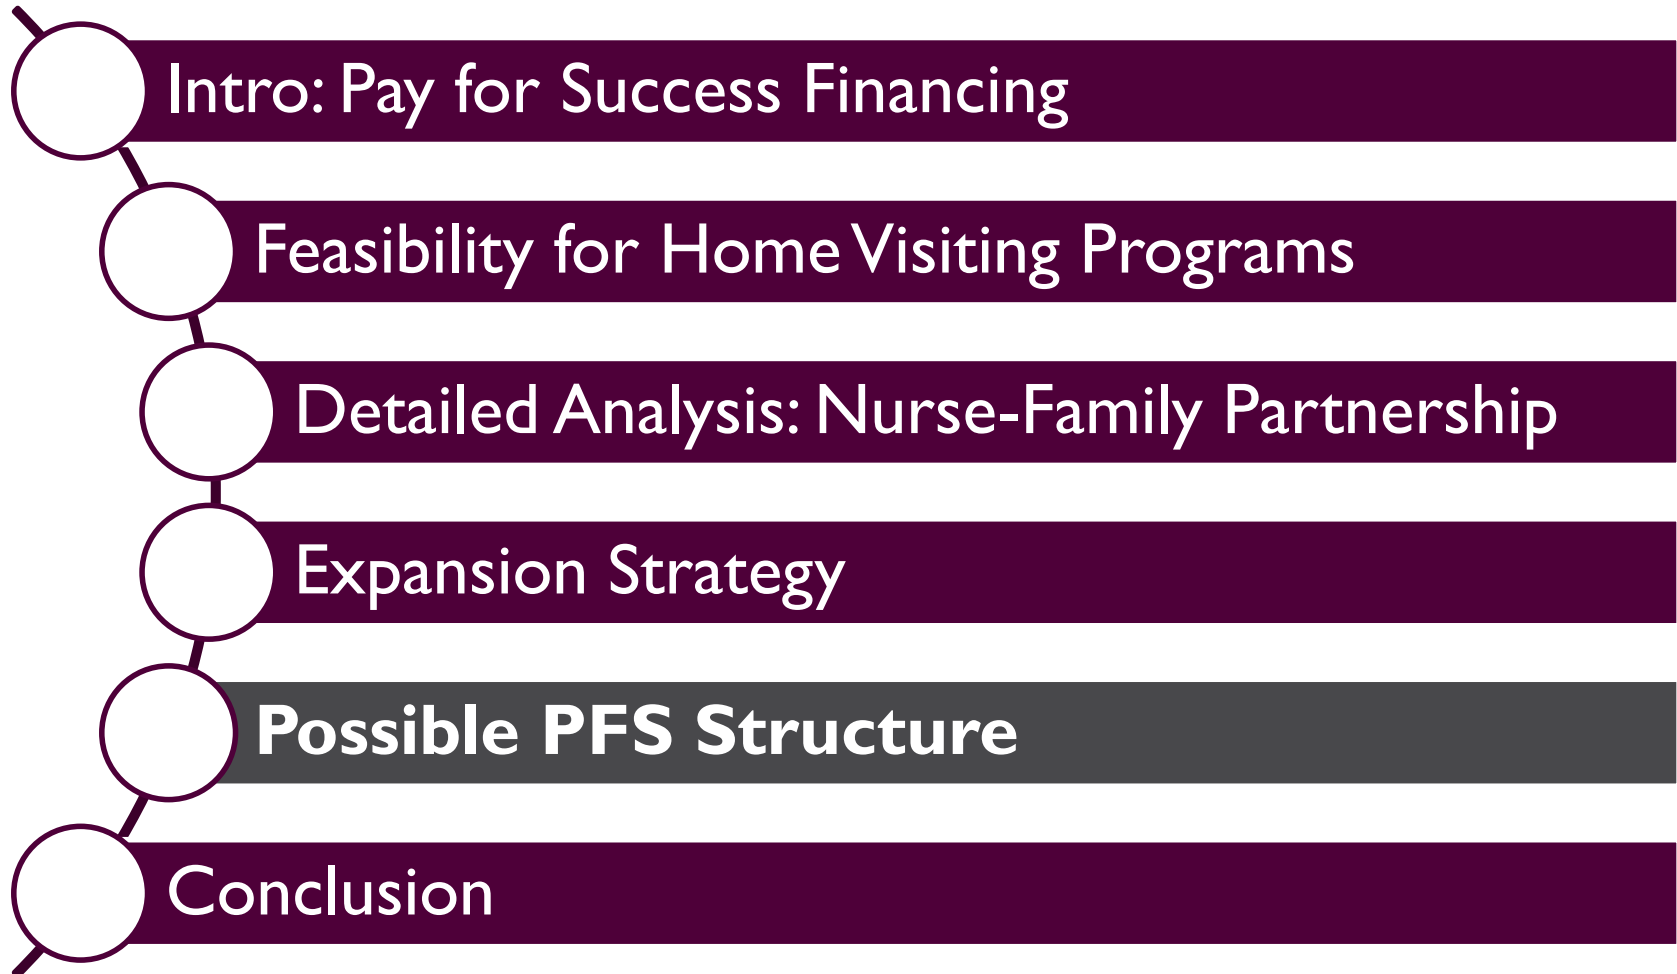 Intro: Pay for Success Financing
Feasibility for Home Visiting Programs
Detailed Analysis: Nurse-Family Partnership
Expansion Strategy
Possible PFS Structure
Conclusion